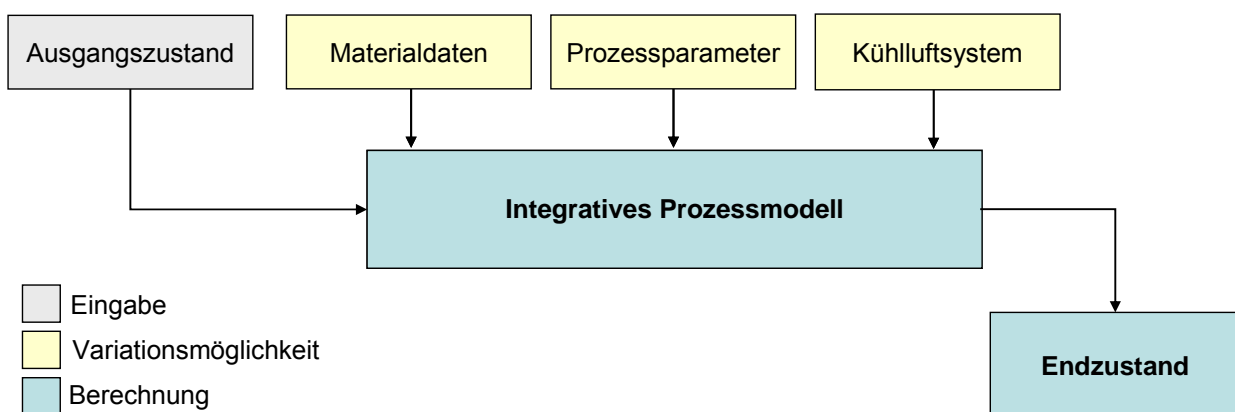 Ausgangszustand
Materialdaten
Prozessparameter
Kühlluftsystem
Integratives Prozessmodell
Eingabe
Variationsmöglichkeit
Berechnung
Endzustand